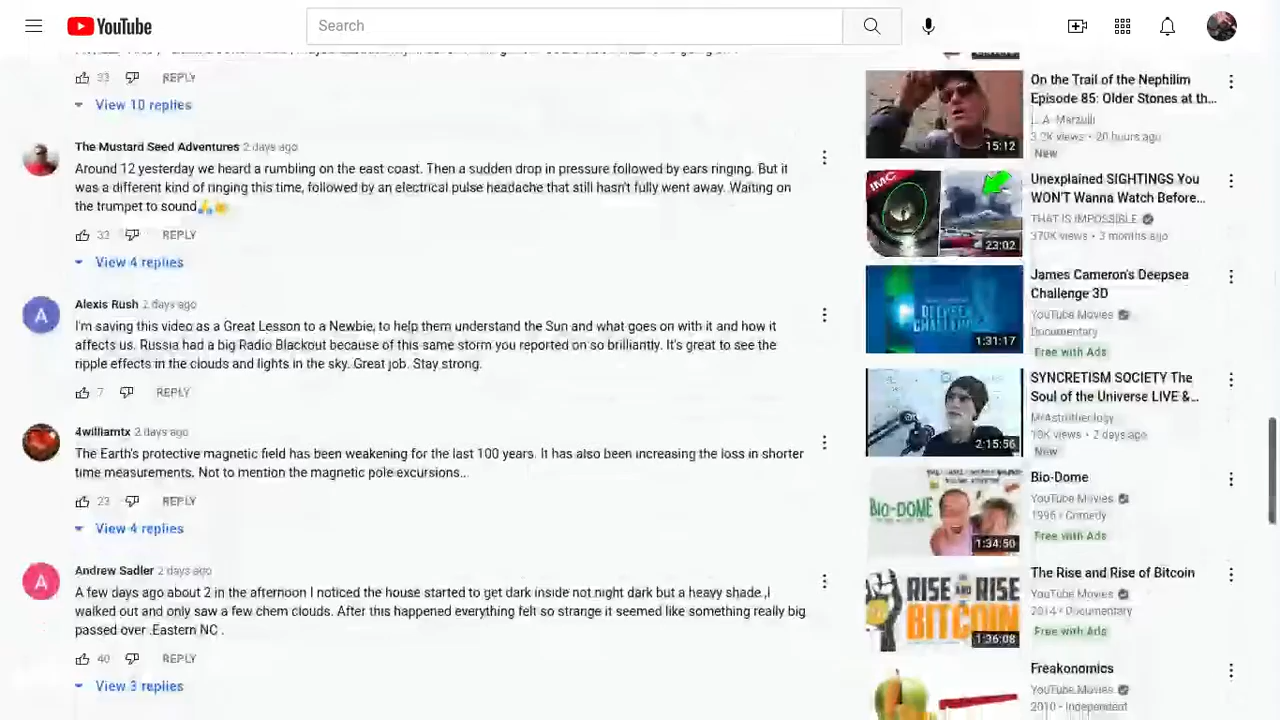 YouTube
Search
33 REPLY
View 10 replies
The Mustard Seed Adventures 2 days ago
Around 12 yesterday we heard a rumbling on the east coast. Then a sudden drop in pressure followed by ears ringing. But it
was a different kind of ringing this time, followed by an electrical pulse headache that still hasn't fully went away. Waiting on
the trumpet to sound🙏
32 REPLY
View 4 replies
A
Alexis Rush 2 days ago
I'm saving this video as a Great Lesson to a Newbie, to help them understand the Sun and what goes on with it and how it
affects us. Russia had a big Radio Blackout because of this same storm you reported on so brilliantly. It's great to see the
ripple effects in the clouds and lights in the sky. Great job. Stay strong.
7 REPLY
4williamtx 2 days ago
The Earth's protective magnetic field has been weakening for the last 100 years. It has also been increasing the loss in shorter
time measurements. Not to mention the magnetic pole excursions...
23 REPLY
View 4 replies
A
Andrew Sadler 2 days ago
A few days ago about 2 in the afternoon I noticed the house started to get dark inside not night dark but a heavy shade ,I
walked out and only saw a few chem clouds. After this happened everything felt so strange it seemed like something really big
passed over .Eastern NC .
40 REPLY
View 3 replies
15:12
On the Trail of the Nephilim
Episode 85: Older Stones at th...
L.A. Marzulli
3.2K views • 20 hours ago
New
23:02
Unexplained SIGHTINGS You
WON'T Wanna Watch Before...
THAT IS IMPOSSIBLE
370K views • 3 months ago
DEEPSEA
1:31:17
James Cameron's Deepsea
Challenge 3D
YouTube Movies
Documentary
Free with Ads
2:15:56
SYNCRETISM SOCIETY The
Soul of the Universe LIVE &...
10K views • 2 days ago
New
BIO-DOME
1:34:50
Bio-Dome
YouTube Movies
1996 • Comedy
Free with Ads
RISE AND RISE
BITCOIN
1:36:08
The Rise and Rise of Bitcoin
YouTube Movies
2014 • Documentary
Free with Ads
Freakonomics
YouTube Movies
2010 • Independent